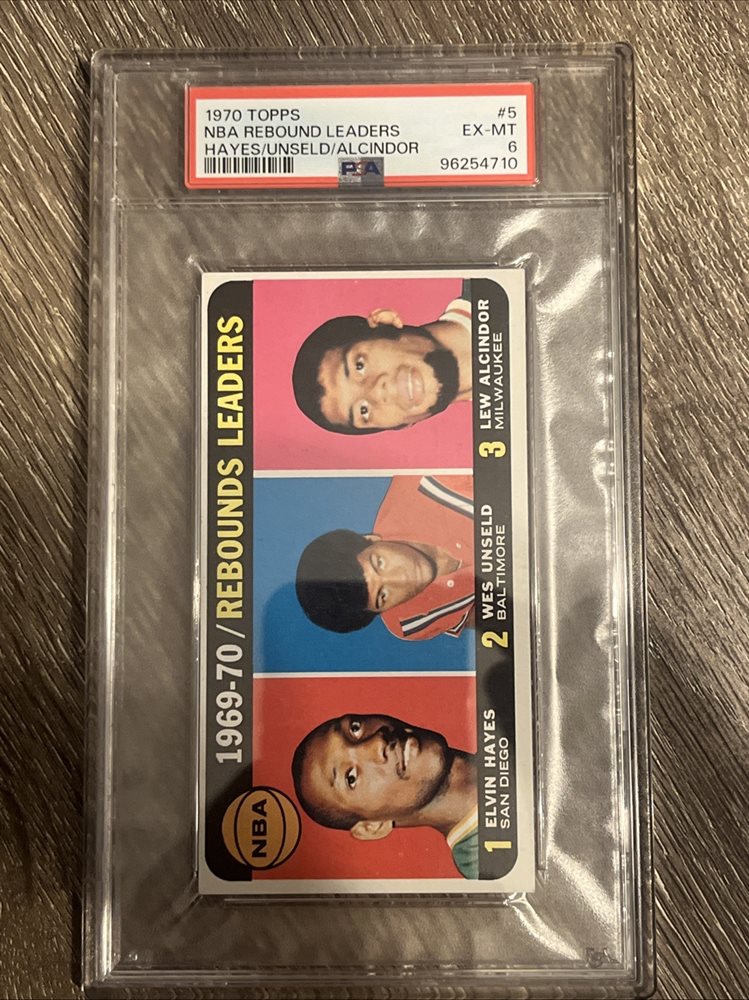 1970 TOPPS #5
NBA REBOUND LEADERS EX-MT
HAYES/UNSELD/ALCINDOR 6
PSA 96254710
1969-70/REBOUNDS LEADERS
NBA
1 ELVIN HAYES
SAN DIEGO
2 WES UNSELD
BALTIMORE
3 LEW ALCINDOR
MILWAUKEE